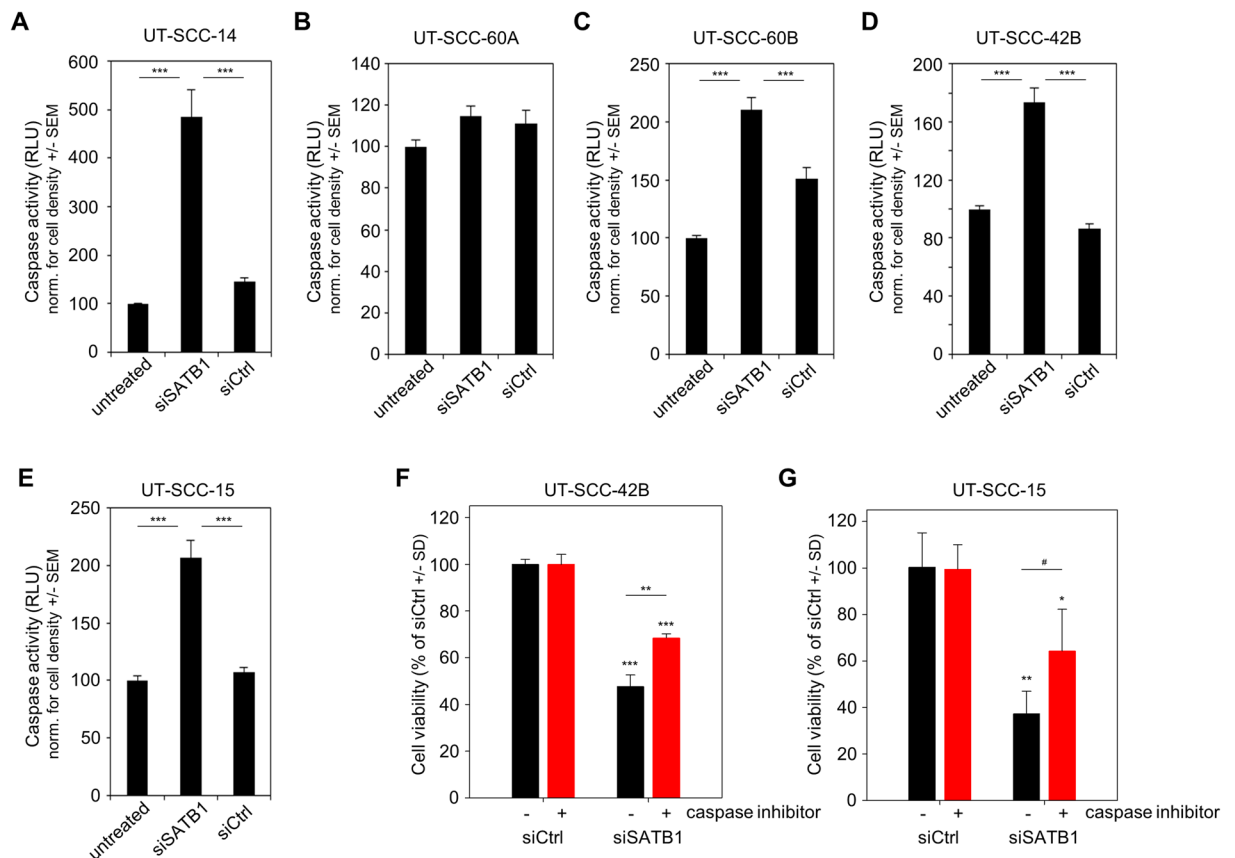 A
UT-SCC-14
Caspase activity (RLU)
norm. for cell density +/- SEM
600
500
400
300
200
100
0
***
***
untreated
siSATB1
siCtrl
B
UT-SCC-60A
Caspase activity (RLU)
norm. for cell density +/- SEM
140
120
100
80
60
40
20
0
untreated
siSATB1
siCtrl
C
UT-SCC-60B
Caspase activity (RLU)
norm. for cell density +/- SEM
250
200
150
100
50
0
***
***
untreated
siSATB1
siCtrl
D
UT-SCC-42B
Caspase activity (RLU)
norm. for cell density +/- SEM
200
160
120
80
40
0
***
***
untreated
siSATB1
siCtrl
E
UT-SCC-15
Caspase activity (RLU)
norm. for cell density +/- SEM
250
200
150
100
50
0
***
***
untreated
siSATB1
siCtrl
F
UT-SCC-42B
Cell viability (% of siCtrl +/- SD)
120
100
80
60
40
20
0
**
***
***
- + - + caspase inhibitor
siCtrl siSATB1
G
UT-SCC-15
Cell viability (% of siCtrl +/- SD)
120
100
80
60
40
20
0
#
*
**
- + - + caspase inhibitor
siCtrl siSATB1